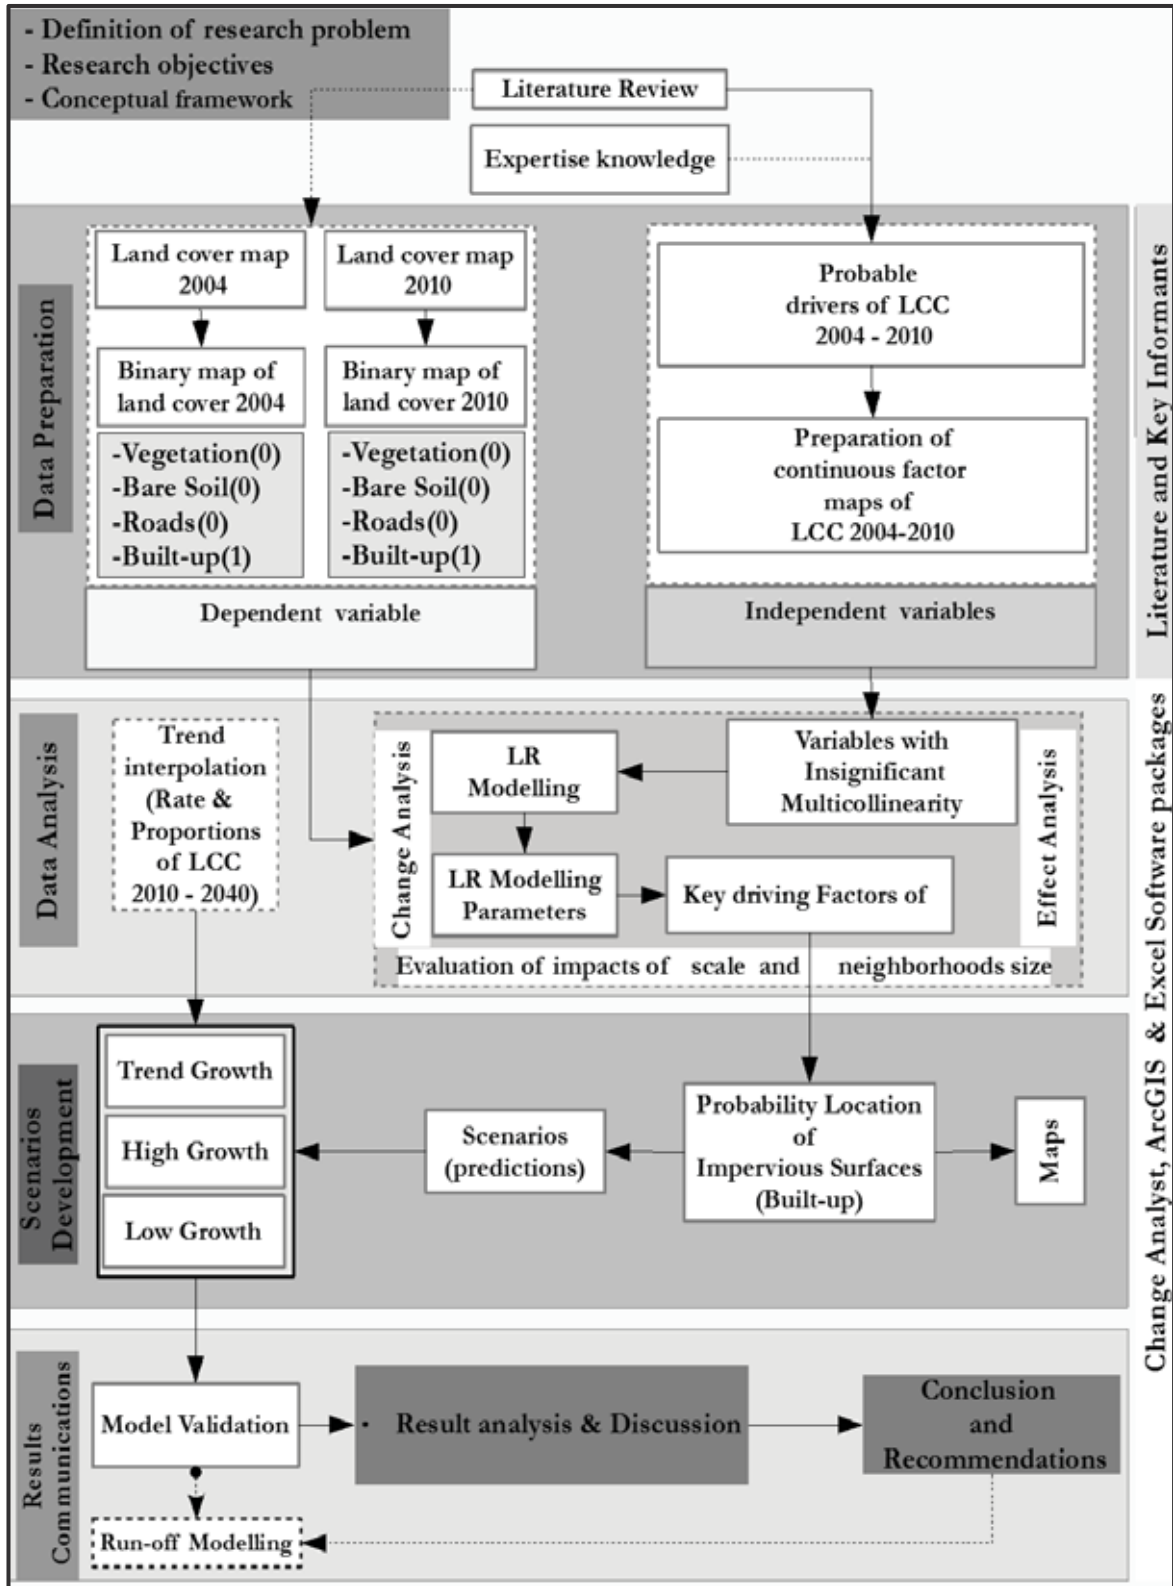 - Definition of research problem
- Research objectives
- Conceptual framework
Literature Review
Expertise knowledge
Data Preparation
Land cover map
2004
Land cover map
2010
Binary map of
land cover 2004
Binary map of
land cover 2010
-Vegetation(0)
-Bare Soil(0)
-Roads(0)
-Built-up(1)
-Vegetation(0)
-Bare Soil(0)
-Roads(0)
-Built-up(1)
Dependent variable
Probable
drivers of LCC
2004 - 2010
Preparation of
continuous factor
maps of
LCC 2004-2010
Independent variables
Literature and Key Informants
Data Analysis
Trend
interpolation
(Rate &
Proportions
of LCC
2010 - 2040)
Change Analysis
LR
Modelling
Variables with
Insignificant
Multicollinearity
LR Modelling
Parameters
Key driving Factors of
Effect Analysis
Evaluation of impacts of scale and neighborhoods size
Change Analyst, ArcGIS & Excel Software packages
Scenarios
Development
Trend Growth
High Growth
Low Growth
Scenarios
(predictions)
Probability Location
of
Impervious Surfaces
(Built-up)
Maps
Results
Communications
Model Validation
• Result analysis & Discussion
Conclusion
and
Recommendations
Run-off Modelling